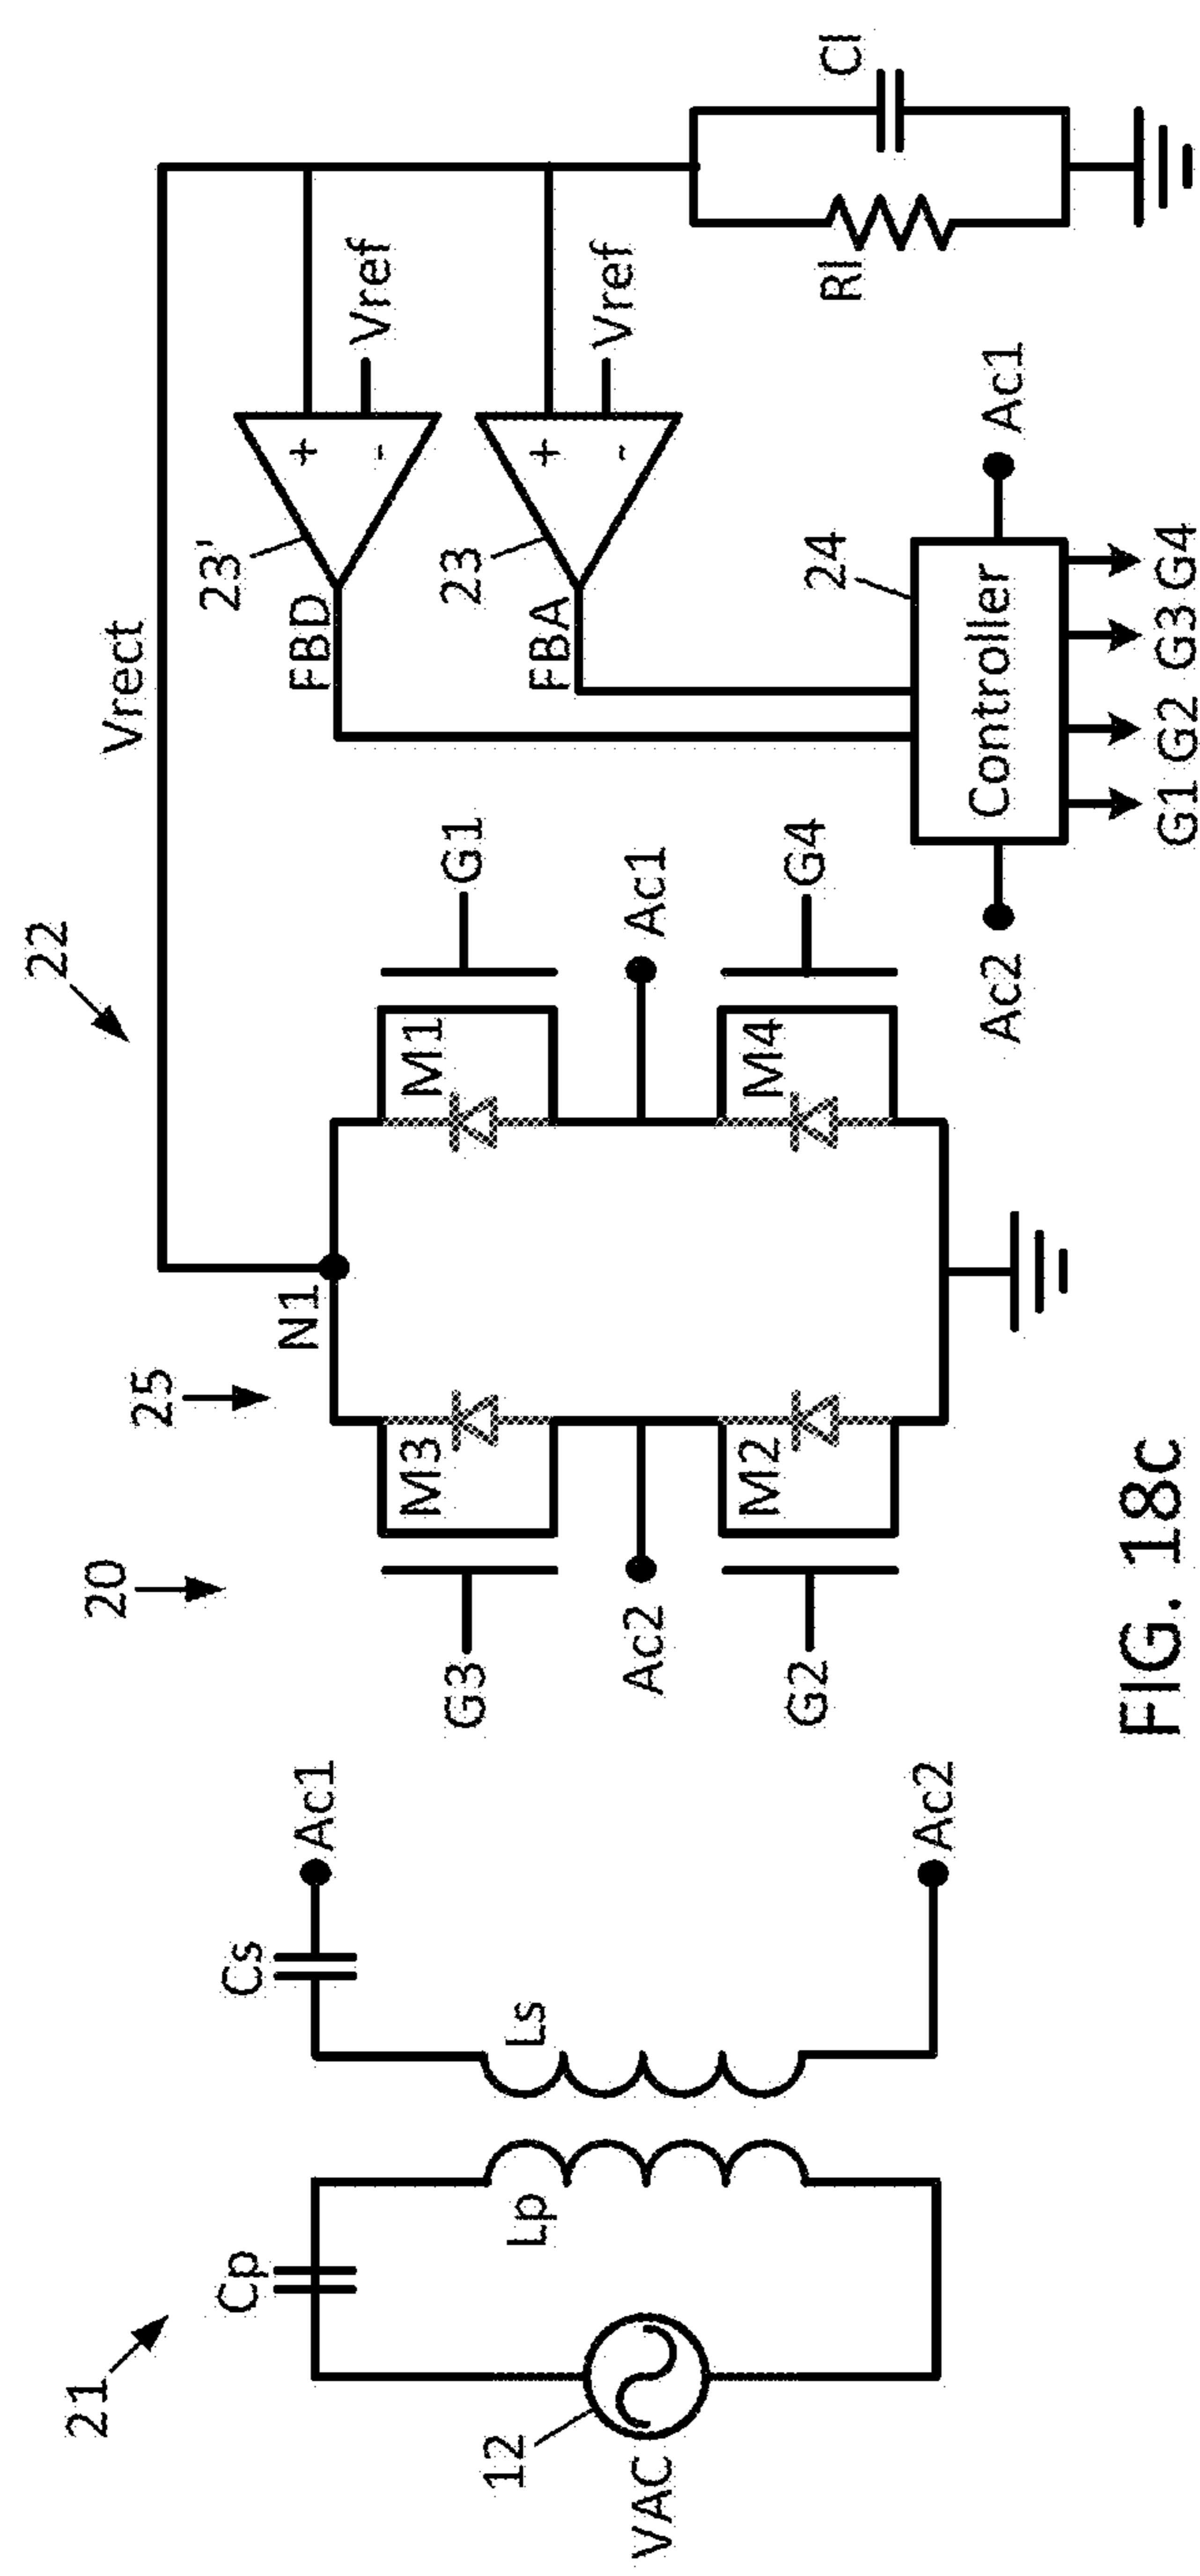 21
Cp
Cs
Ac1
12
VAC
Lp
Ls
Ac2
20
25
22
Vrect
N1
G3
M3
M1
G1
Ac2
Ac1
G2
M2
M4
G4
23'
+
-
Vref
FBD
23
+
~
Vref
FBA
24
Ac2
Controller
Ac1
G1 G2 G3 G4
Rl
Cl
FIG. 18c